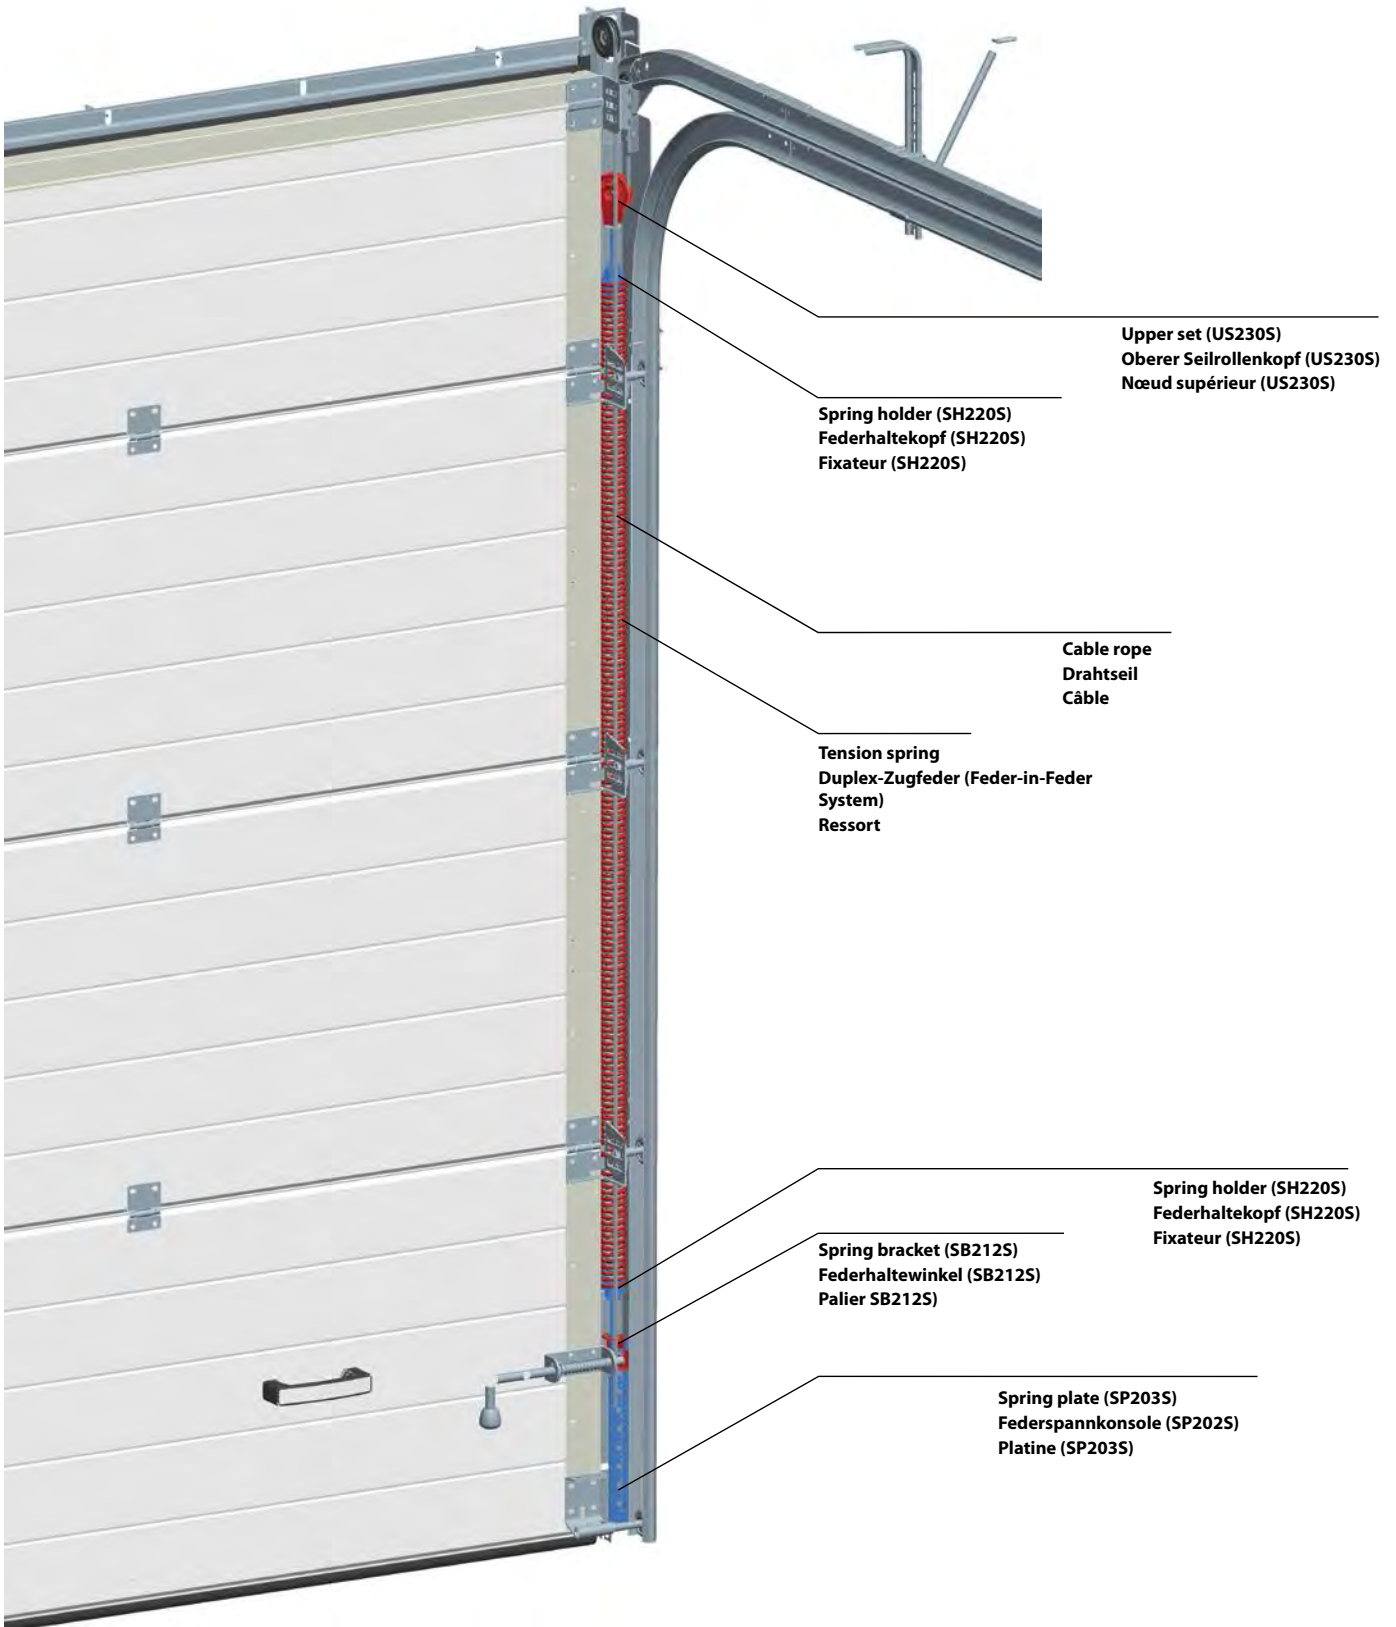 Upper set (US230S)
Oberer Seilrollenkopf (US230S)
Nœud supérieur (US230S)
Spring holder (SH220S)
Federhaltekopf (SH220S)
Fixateur (SH220S)
Cable rope
Drahtseil
Câble
Tension spring
Duplex-Zugfeder (Feder-in-Feder
System)
Ressort
Spring holder (SH220S)
Federhaltekopf (SH220S)
Fixateur (SH220S)
Spring bracket (SB212S)
Federhaltewinkel (SB212S)
Palier SB212S)
Spring plate (SP203S)
Federspannkonsole (SP202S)
Platine (SP203S)